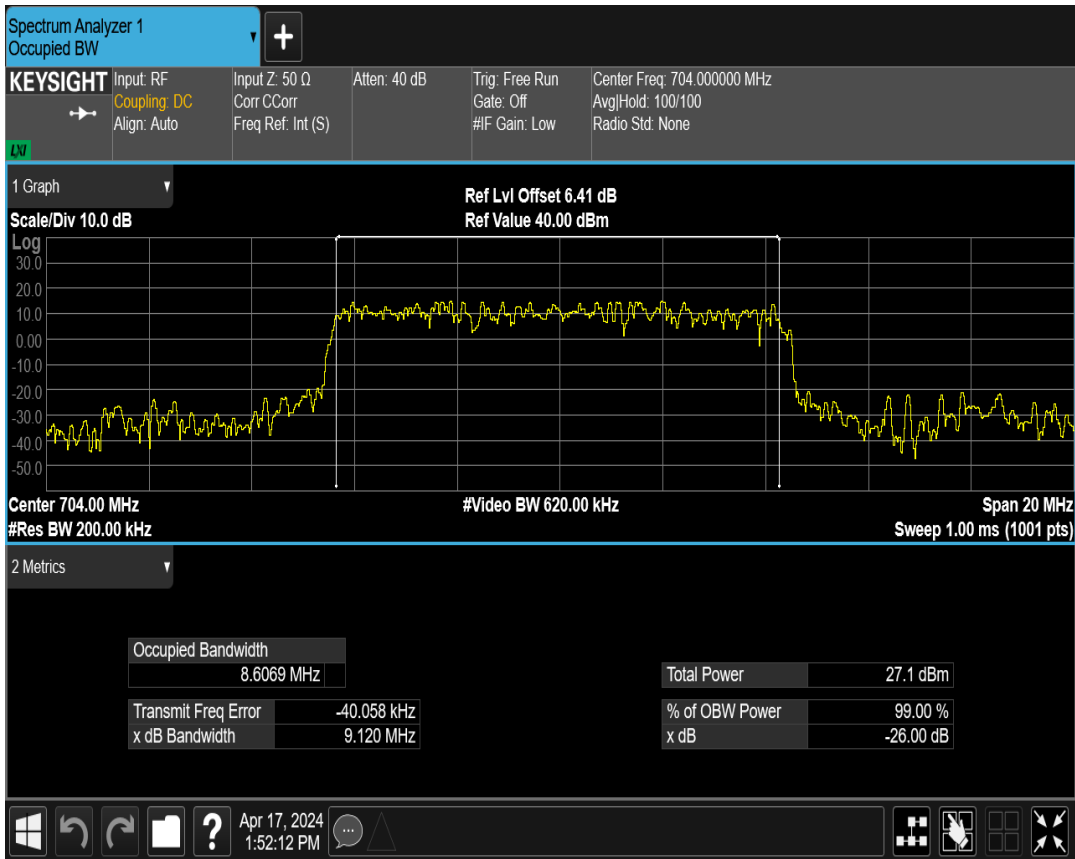 Spectrum Analyzer 1
Occupied BW
+
KEYSIGHT
LXI
Input: RF
Coupling: DC
Align: Auto
Input Z: 50 Ω
Corr CCorr
Freq Ref: Int (S)
Atten: 40 dB
Trig: Free Run
Gate: Off
#IF Gain: Low
Center Freq: 704.000000 MHz
Avg|Hold: 100/100
Radio Std: None
1 Graph
Scale/Div 10.0 dB
Ref Lvl Offset 6.41 dB
Ref Value 40.00 dBm
Log
30.0
20.0
10.0
0.00
-10.0
-20.0
-30.0
-40.0
-50.0
Center 704.00 MHz
#Video BW 620.00 kHz
Span 20 MHz
#Res BW 200.00 kHz
Sweep 1.00 ms (1001 pts)
2 Metrics
Occupied Bandwidth
8.6069 MHz
Total Power 27.1 dBm
Transmit Freq Error -40.058 kHz
% of OBW Power 99.00 %
x dB Bandwidth 9.120 MHz
x dB -26.00 dB
?
Apr 17, 2024
1:52:12 PM